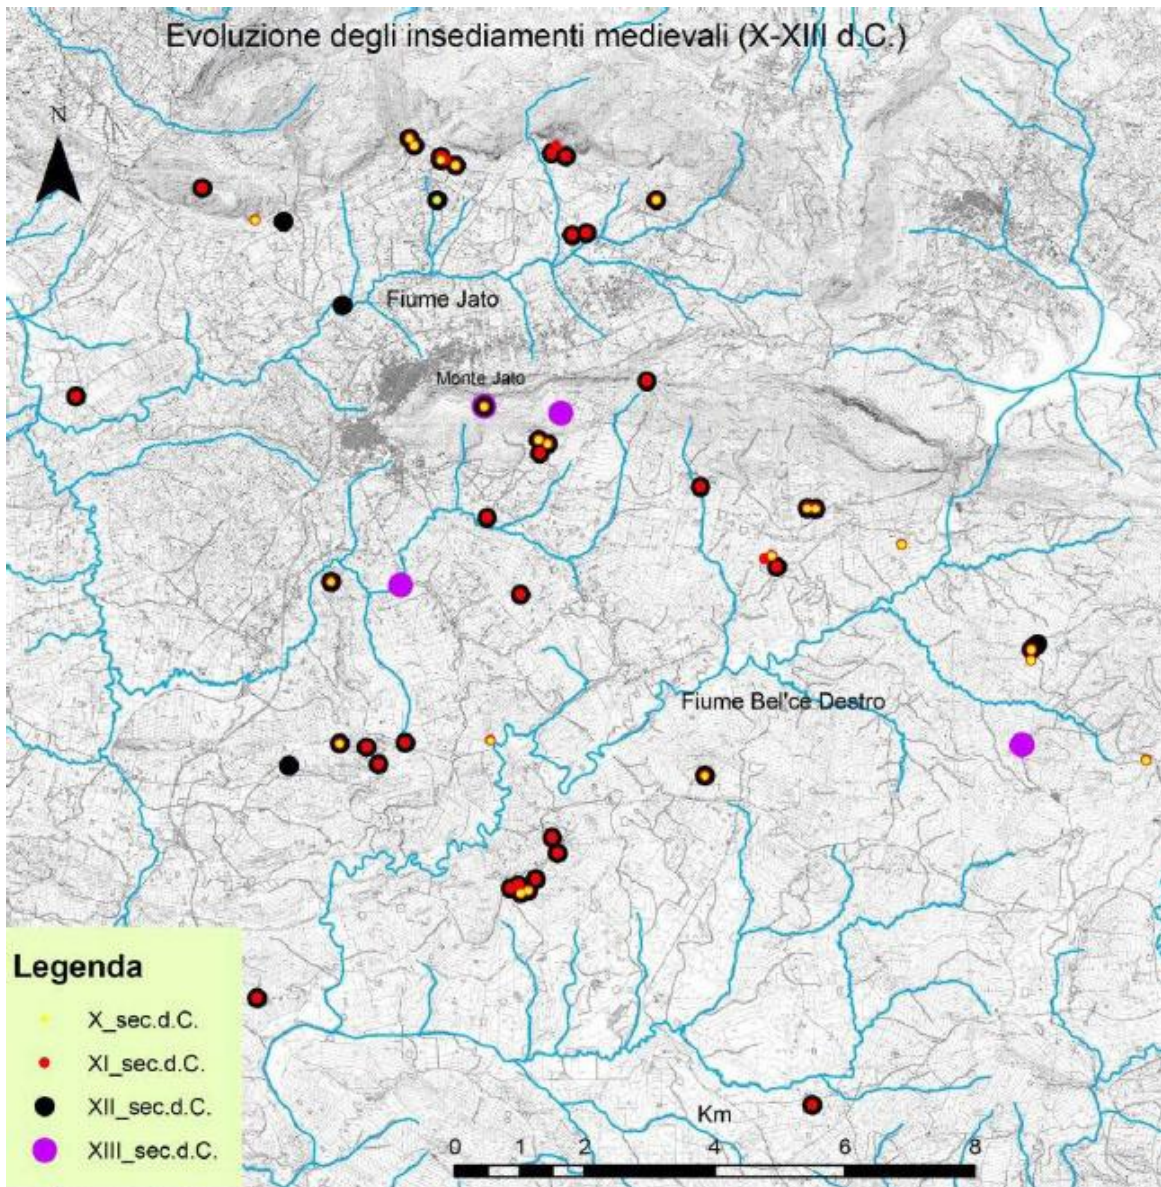 Evoluzione degli insediamenti medievali (X-XIII d.C.)
N
Fiume Jato
Monte Jato
Fiume Bel'ce Destro
Legenda
X_sec.d.C.
XI_sec.d.C.
XII_sec.d.C.
XIII_sec.d.C.
Km
0 1 2 4 6 8